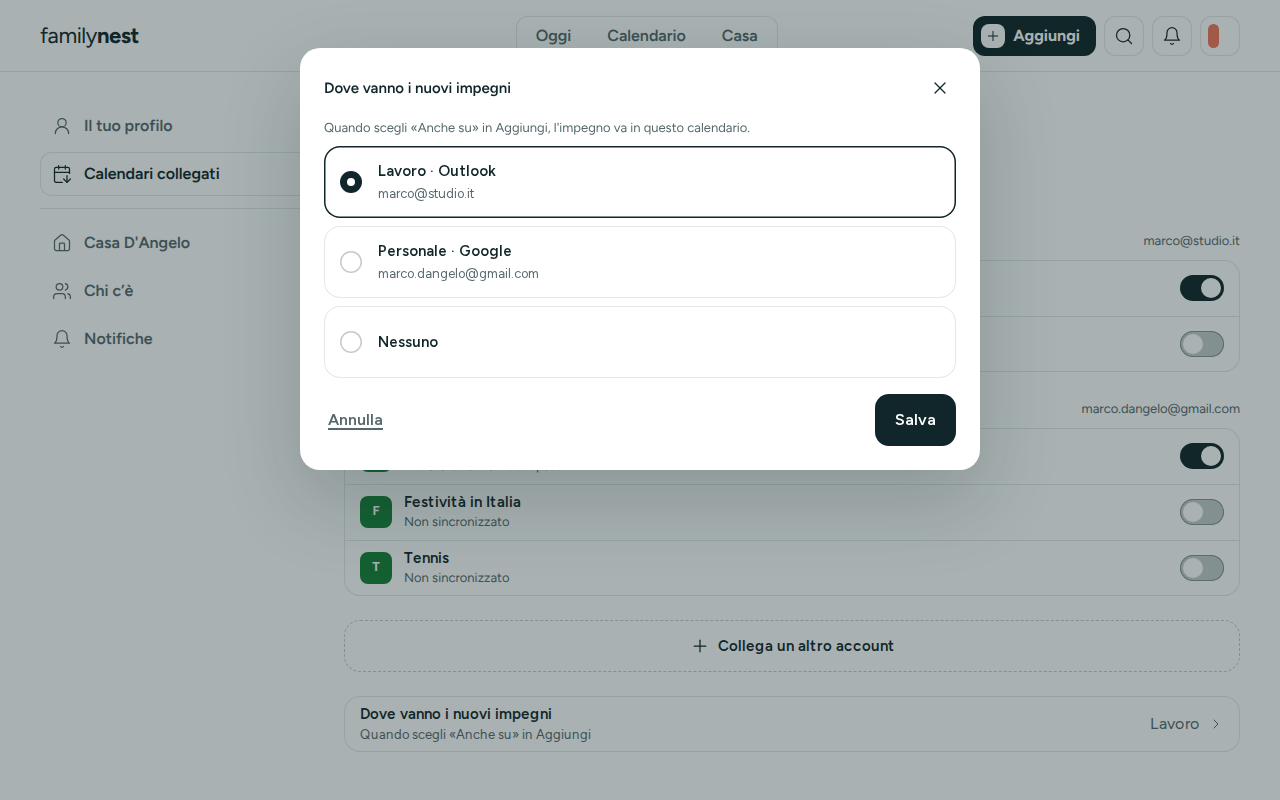 familynest
Oggi
Calendario
Casa
Aggiungi
Il tuo profilo
Calendari collegati
Casa D'Angelo
Chi c'è
Notifiche
Dove vanno i nuovi impegni
Quando scegli «Anche su» in Aggiungi, l'impegno va in questo calendario.
Lavoro · Outlook
marco@studio.it
Personale · Google
marco.dangelo@gmail.com
Nessuno
Annulla
Salva
marco@studio.it
marco.dangelo@gmail.com
F
Festività in Italia
Non sincronizzato
T
Tennis
Non sincronizzato
Collega un altro account
Dove vanno i nuovi impegni
Quando scegli «Anche su» in Aggiungi
Lavoro